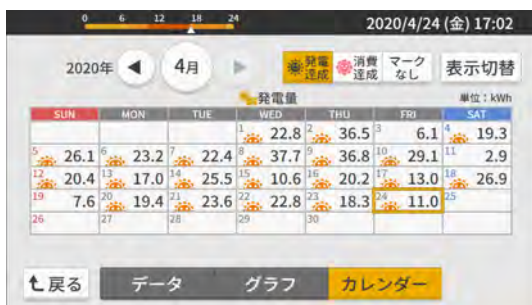 0 6 12 18 24
2020/4/24 (金) 17:02
2020年 ◀ 4月 ▶ 発電達成 消費達成 マークなし 表示切替
発電量 単位：kWh
SUN MON TUE WED THU FRI SAT
1 22.8 2 36.5 3 6.1 4 19.3
5 26.1 6 23.2 7 22.4 8 37.7 9 36.8 10 29.1 11 2.9
12 20.4 13 17.0 14 25.5 15 10.6 16 20.2 17 13.0 18 26.9
19 7.6 20 19.4 21 23.6 22 22.8 23 18.3 24 11.0 25
26 27 28 29 30
戻る データ グラフ カレンダー